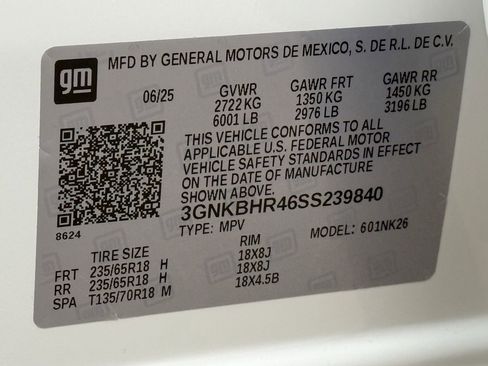 gm
MFD BY GENERAL MOTORS DE MEXICO, S. DE R.L. DE C.V.
06/25 GVWR GAWR FRT GAWR RR
2722 KG 1350 KG 1450 KG
6001 LB 2976 LB 3196 LB
THIS VEHICLE CONFORMS TO ALL
APPLICABLE U.S. FEDERAL MOTOR
VEHICLE SAFETY STANDARDS IN EFFECT
ON THE DATE OF MANUFACTURE
SHOWN ABOVE.
3GNKBHR46SS239840
8624 TYPE: MPV MODEL: 601NK26
TIRE SIZE RIM
FRT 235/65R18 H 18X8J
RR 235/65R18 H 18X8J
SPA T135/70R18 M 18X4.5B